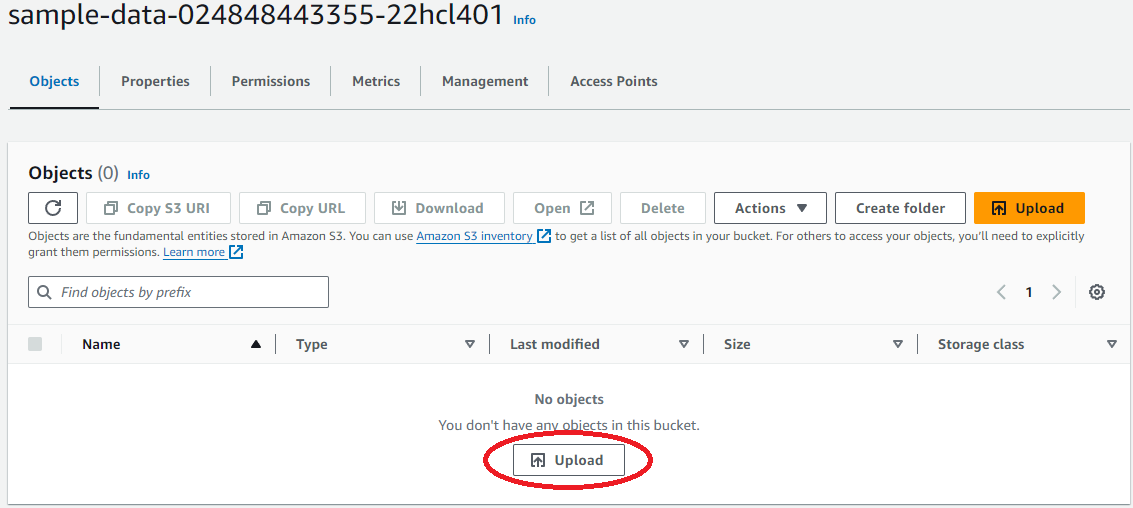 sample-data-024848443355-22hcl401 Info
Objects Properties Permissions Metrics Management Access Points
Objects (0) Info
Copy S3 URI Copy URL Download Open Delete Actions Create folder Upload
Objects are the fundamental entities stored in Amazon S3. You can use Amazon S3 inventory to get a list of all objects in your bucket. For others to access your objects, you’ll need to explicitly
grant them permissions. Learn more
Find objects by prefix 1
Name Type Last modified Size Storage class
No objects
You don't have any objects in this bucket.
Upload